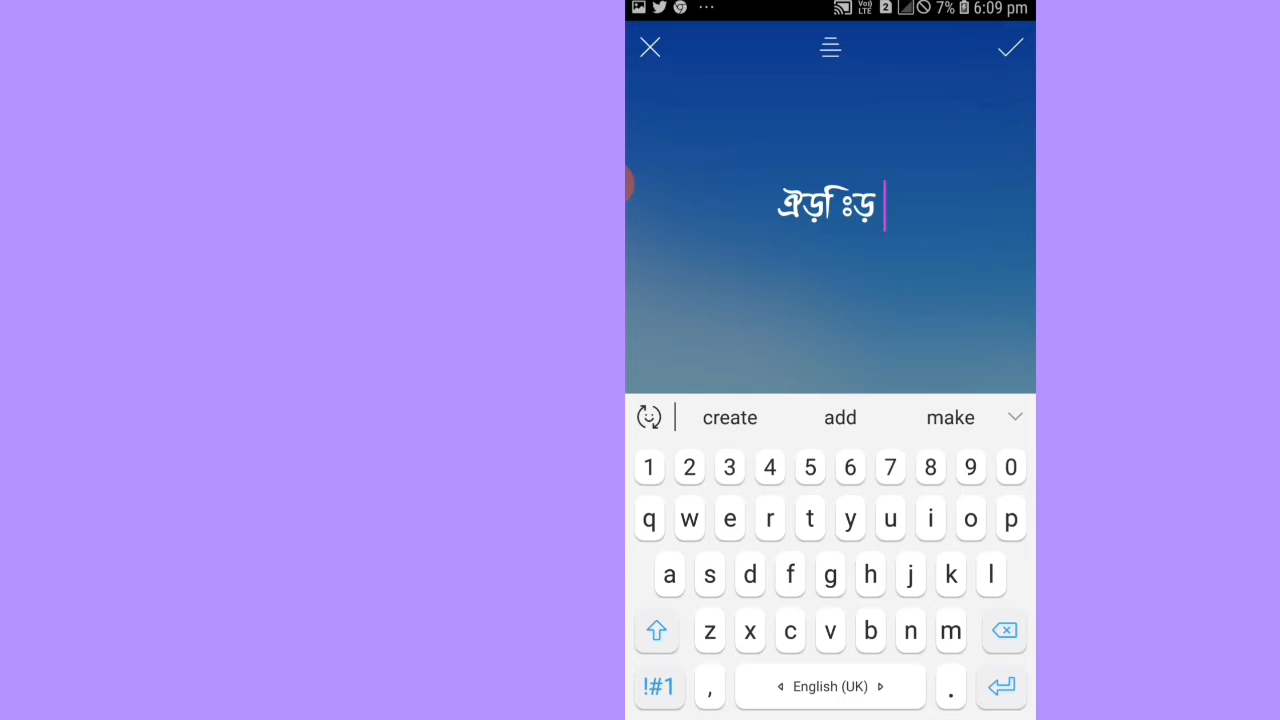 7% 6:09 pm
ঐড়িঃড়
create add make
1 2 3 4 5 6 7 8 9 0
q w e r t y u i o p
a s d f g h j k l
z x c v b n m
!#1 , English (UK) .